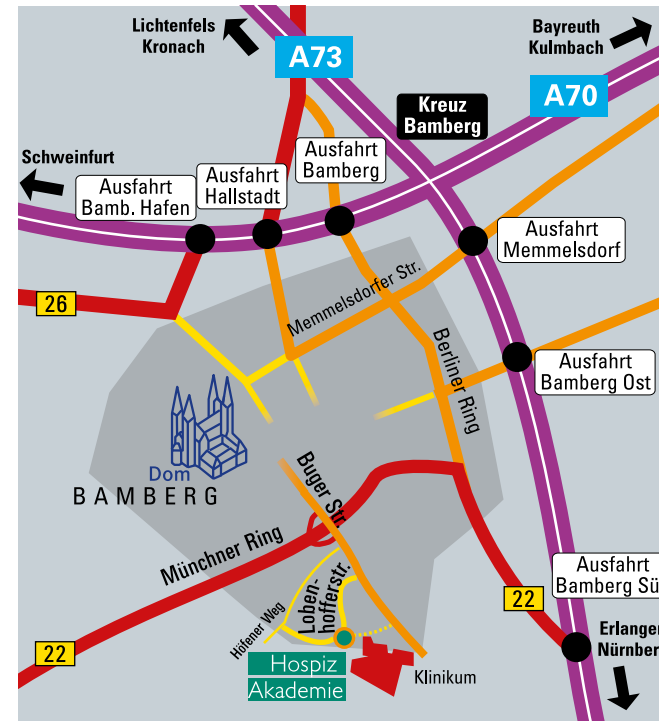 Lichtenfels
Kronach
Bayreuth
Kulmbach
A73
A70
Kreuz
Bamberg
Schweinfurt
Ausfahrt
Bamb. Hafen
Ausfahrt
Hallstadt
Ausfahrt
Bamberg
Ausfahrt
Memmelsdorf
26
Memmelsdorfer Str.
Berliner Ring
Ausfahrt
Bamberg Ost
Dom
BAMBERG
Buger Str.
Münchner Ring
Loben-
hofferstr.
Höfener Weg
Ausfahrt
Bamberg Sü
22
22
Erlangen
Nürnber
Hospiz
Akademie
Klinikum